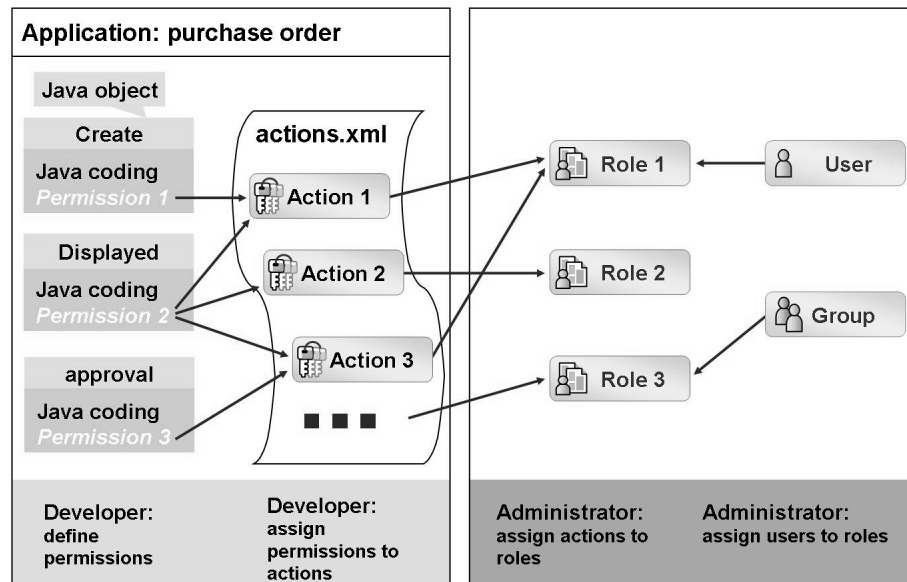 Application: purchase order
Java object
Create
Java coding
Permission 1
Displayed
Java coding
Permission 2
approval
Java coding
Permission 3
actions.xml
Action 1
Action 2
Action 3
Developer:
define
permissions
Developer:
assign
permissions to
actions
Role 1
Role 2
Role 3
User
Group
Administrator:
assign actions to
roles
Administrator:
assign users to roles